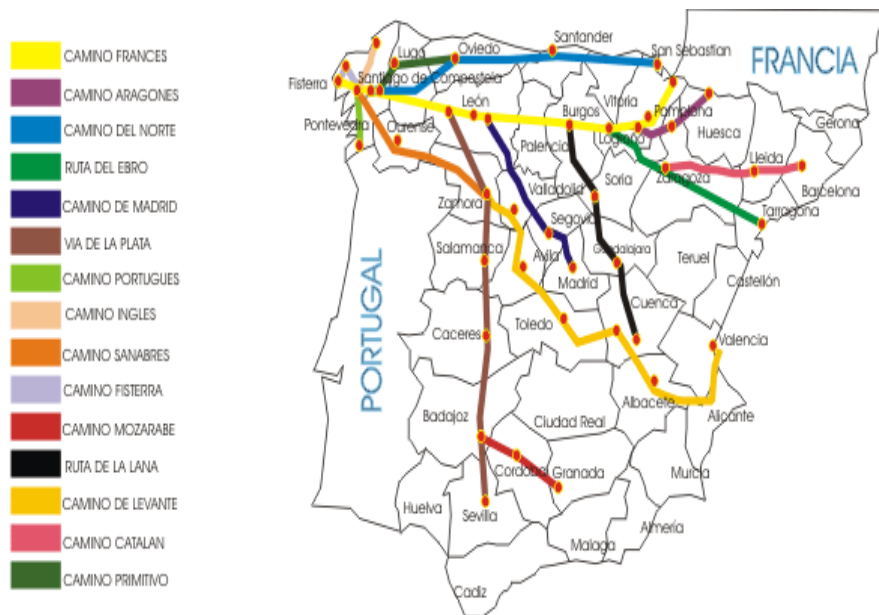 CAMINO FRANCES
CAMINO ARAGONES
CAMINO DEL NORTE
RUTA DEL EBRO
CAMINO DE MADRID
VIA DE LA PLATA
CAMINO PORTUGUES
CAMINO INGLES
CAMINO SANABRES
CAMINO FISTERRA
CAMINO MOZARABE
RUTA DE LA LANA
CAMINO DE LEVANTE
CAMINO CATALAN
CAMINO PRIMITIVO
Santander
Lugo
Oviedo
San Sebastian
FRANCIA
Fisterra
Santiago de Compostela
León
Vitoria
Burgos
Pamplona
Gerona
Pontevedra
Ourense
Logroño
Huesca
Palencia
Lleida
Soria
Zaragoza
Barcelona
Valladolid
Zamora
Tarragona
Segovia
Salamanca
Avila
Guadalajara
Teruel
Madrid
Castellón
Cuenca
PORTUGAL
Toledo
Caceres
Valencia
Albacete
Badajoz
Ciudad Real
Alicante
Cordoba
Granada
Murcia
Huelva
Sevilla
Almería
Malaga
Cadiz